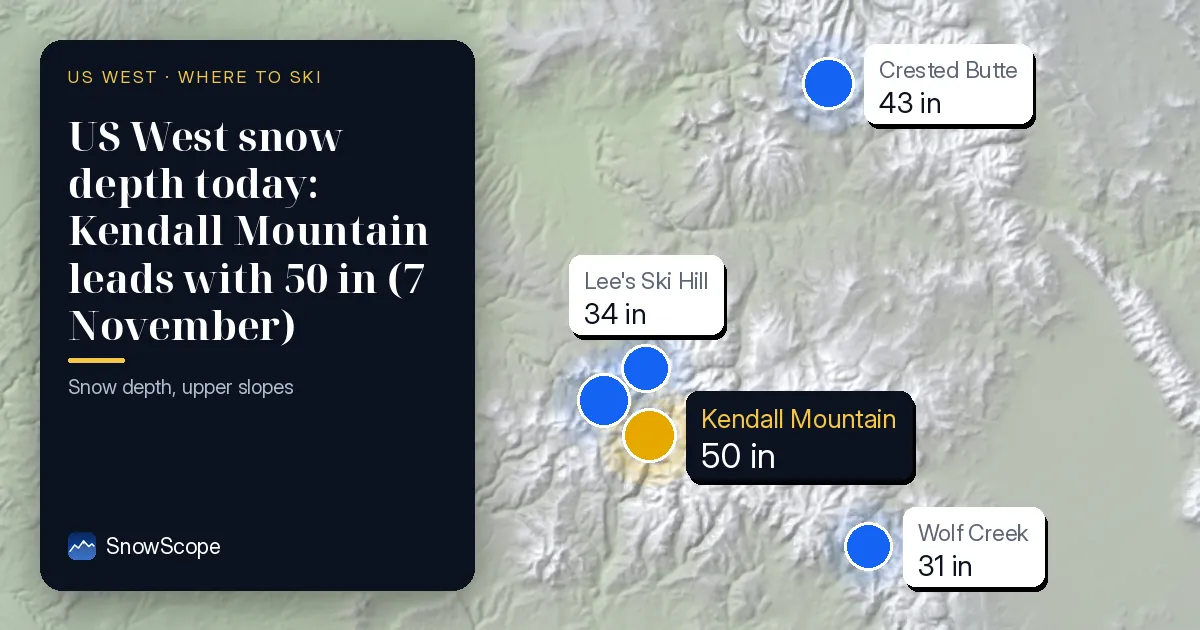 US WEST · WHERE TO SKI
US West snow
depth today:
Kendall Mountain
leads with 50 in (7
November)
Snow depth, upper slopes
SnowScope
Crested Butte
43 in
Lee's Ski Hill
34 in
Kendall Mountain
50 in
Wolf Creek
31 in